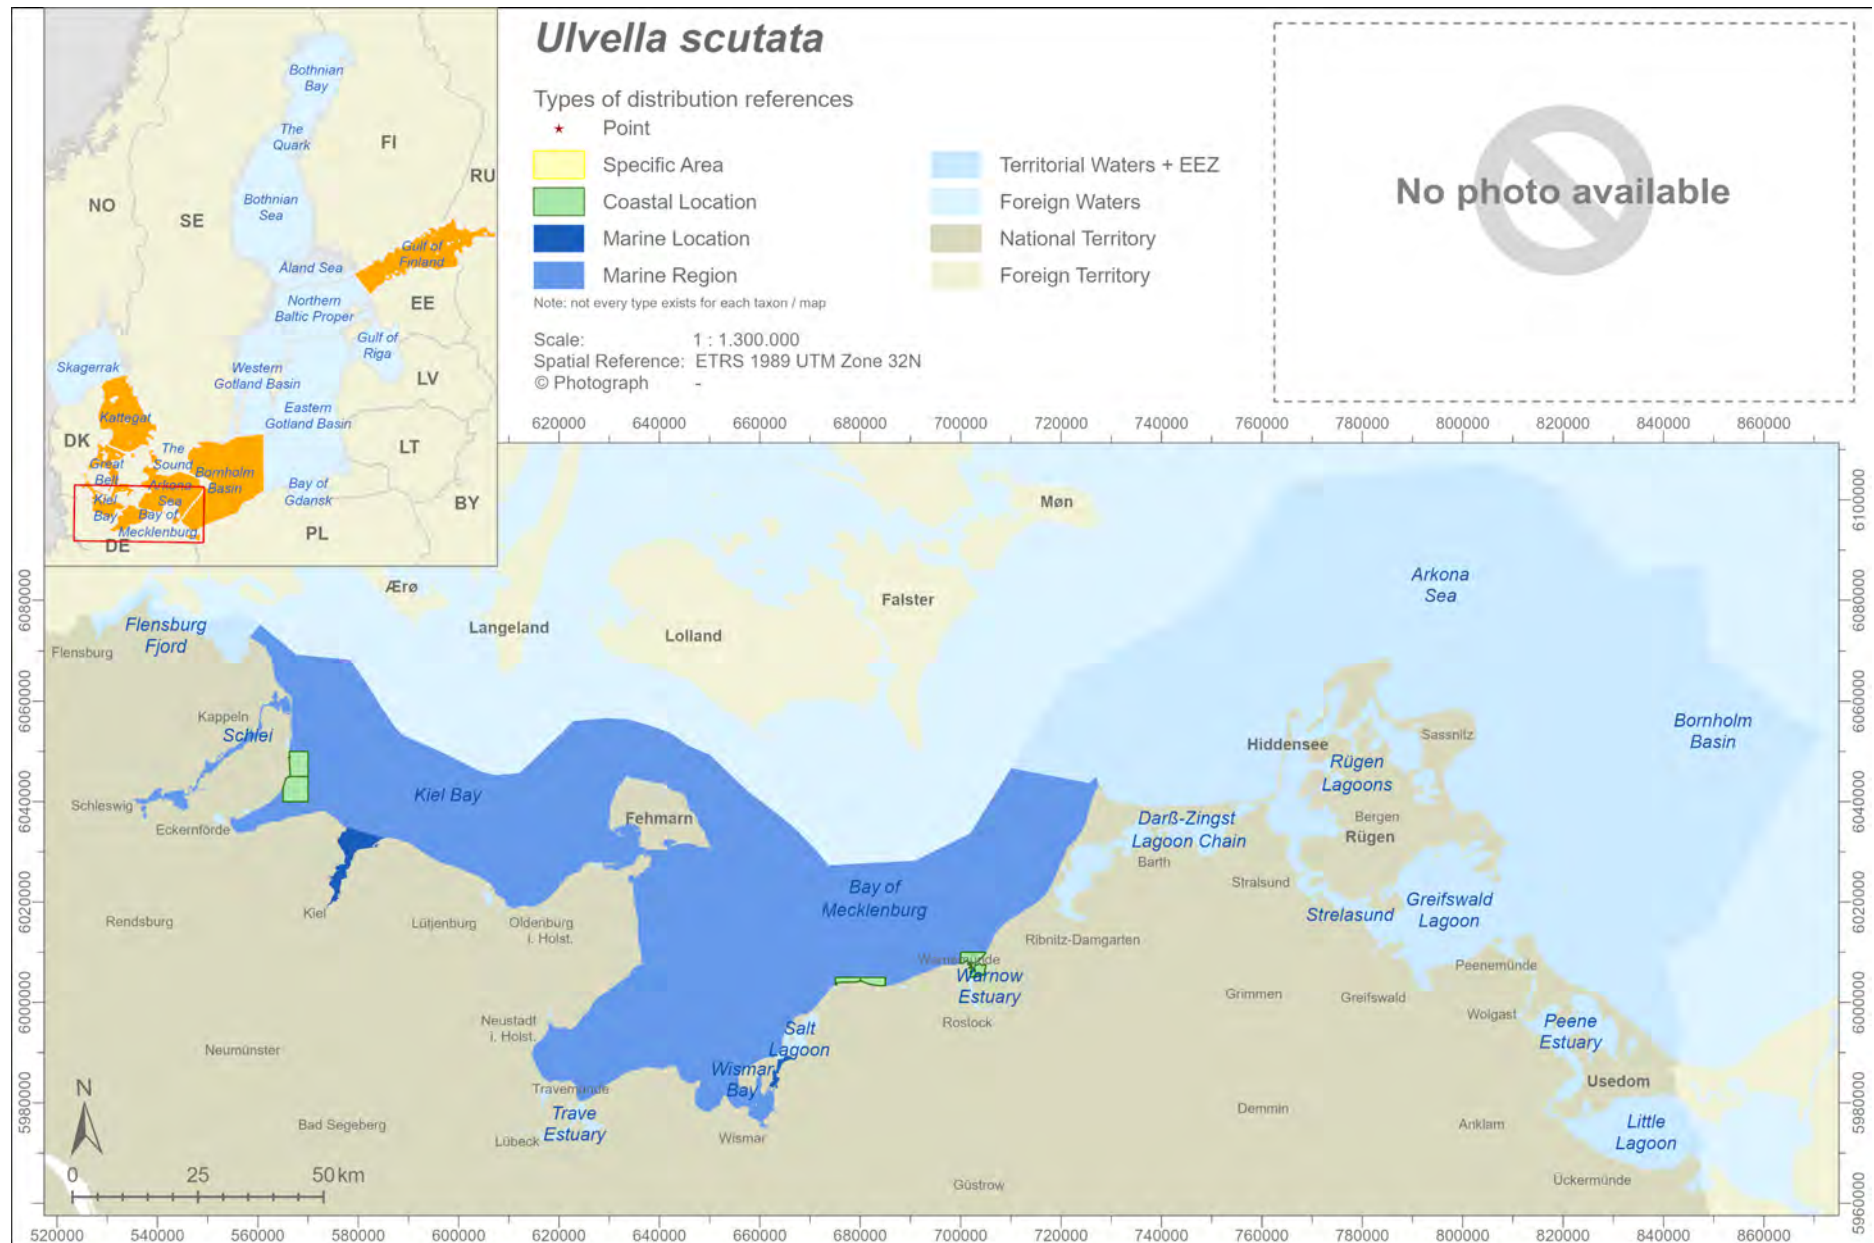 Ulvella scutata
Types of distribution references
Point
Specific Area
Coastal Location
Marine Location
Marine Region
Territorial Waters + EEZ
Foreign Waters
National Territory
Foreign Territory
Note: not every type exists for each taxon / map
Scale: 1 : 1.300.000
Spatial Reference: ETRS 1989 UTM Zone 32N
© Photograph -
No photo available
Bothnian
Bay
The
Quark
FI
RU
NO
SE
Bothnian
Sea
Gulf of
Finland
Åland Sea
Northern
Baltic Proper
EE
Gulf of
Riga
Skagerrak
Western
Gotland Basin
LV
Kattegat
Eastern
Gotland Basin
DK
The
Sound
LT
Great
Belt
Bornholm
Basin
Arkona
Sea
Bay of
Gdansk
Kiel
Bay
Bay of
Mecklenburg
BY
PL
DE
620000 640000 660000 680000 700000 720000 740000 760000 780000 800000 820000 840000 860000
6100000
6080000
6060000
6040000
6020000
6000000
5980000
5960000
6080000
6060000
6040000
6020000
6000000
5980000
Møn
Ærø
Arkona
Sea
Falster
Langeland
Lolland
Flensburg
Fjord
Flensburg
Kappeln
Schlei
Bornholm
Basin
Sassnitz
Hiddensee
Rügen
Lagoons
Kiel Bay
Schleswig
Eckernförde
Fehmarn
Darß-Zingst
Lagoon Chain
Barth
Bergen
Rügen
Bay of
Mecklenburg
Stralsund
Greifswald
Lagoon
Strelasund
Kiel
Rendsburg
Lütjenburg
Oldenburg
i. Holst.
Ribnitz-Damgarten
Warnemünde
Warnow
Estuary
Peenemünde
Grimmen
Greifswald
Wolgast
Rostock
Neustadt
i. Holst.
Salt
Lagoon
Peene
Estuary
Neumünster
Wismar
Bay
Usedom
Travemünde
Trave
Estuary
Demmin
Anklam
Little
Lagoon
Bad Segeberg
Lübeck
Wismar
Ückermünde
Güstrow
N
0 25 50 km
520000 540000 560000 580000 600000 620000 640000 660000 680000 700000 720000 740000 760000 780000 800000 820000 840000 860000